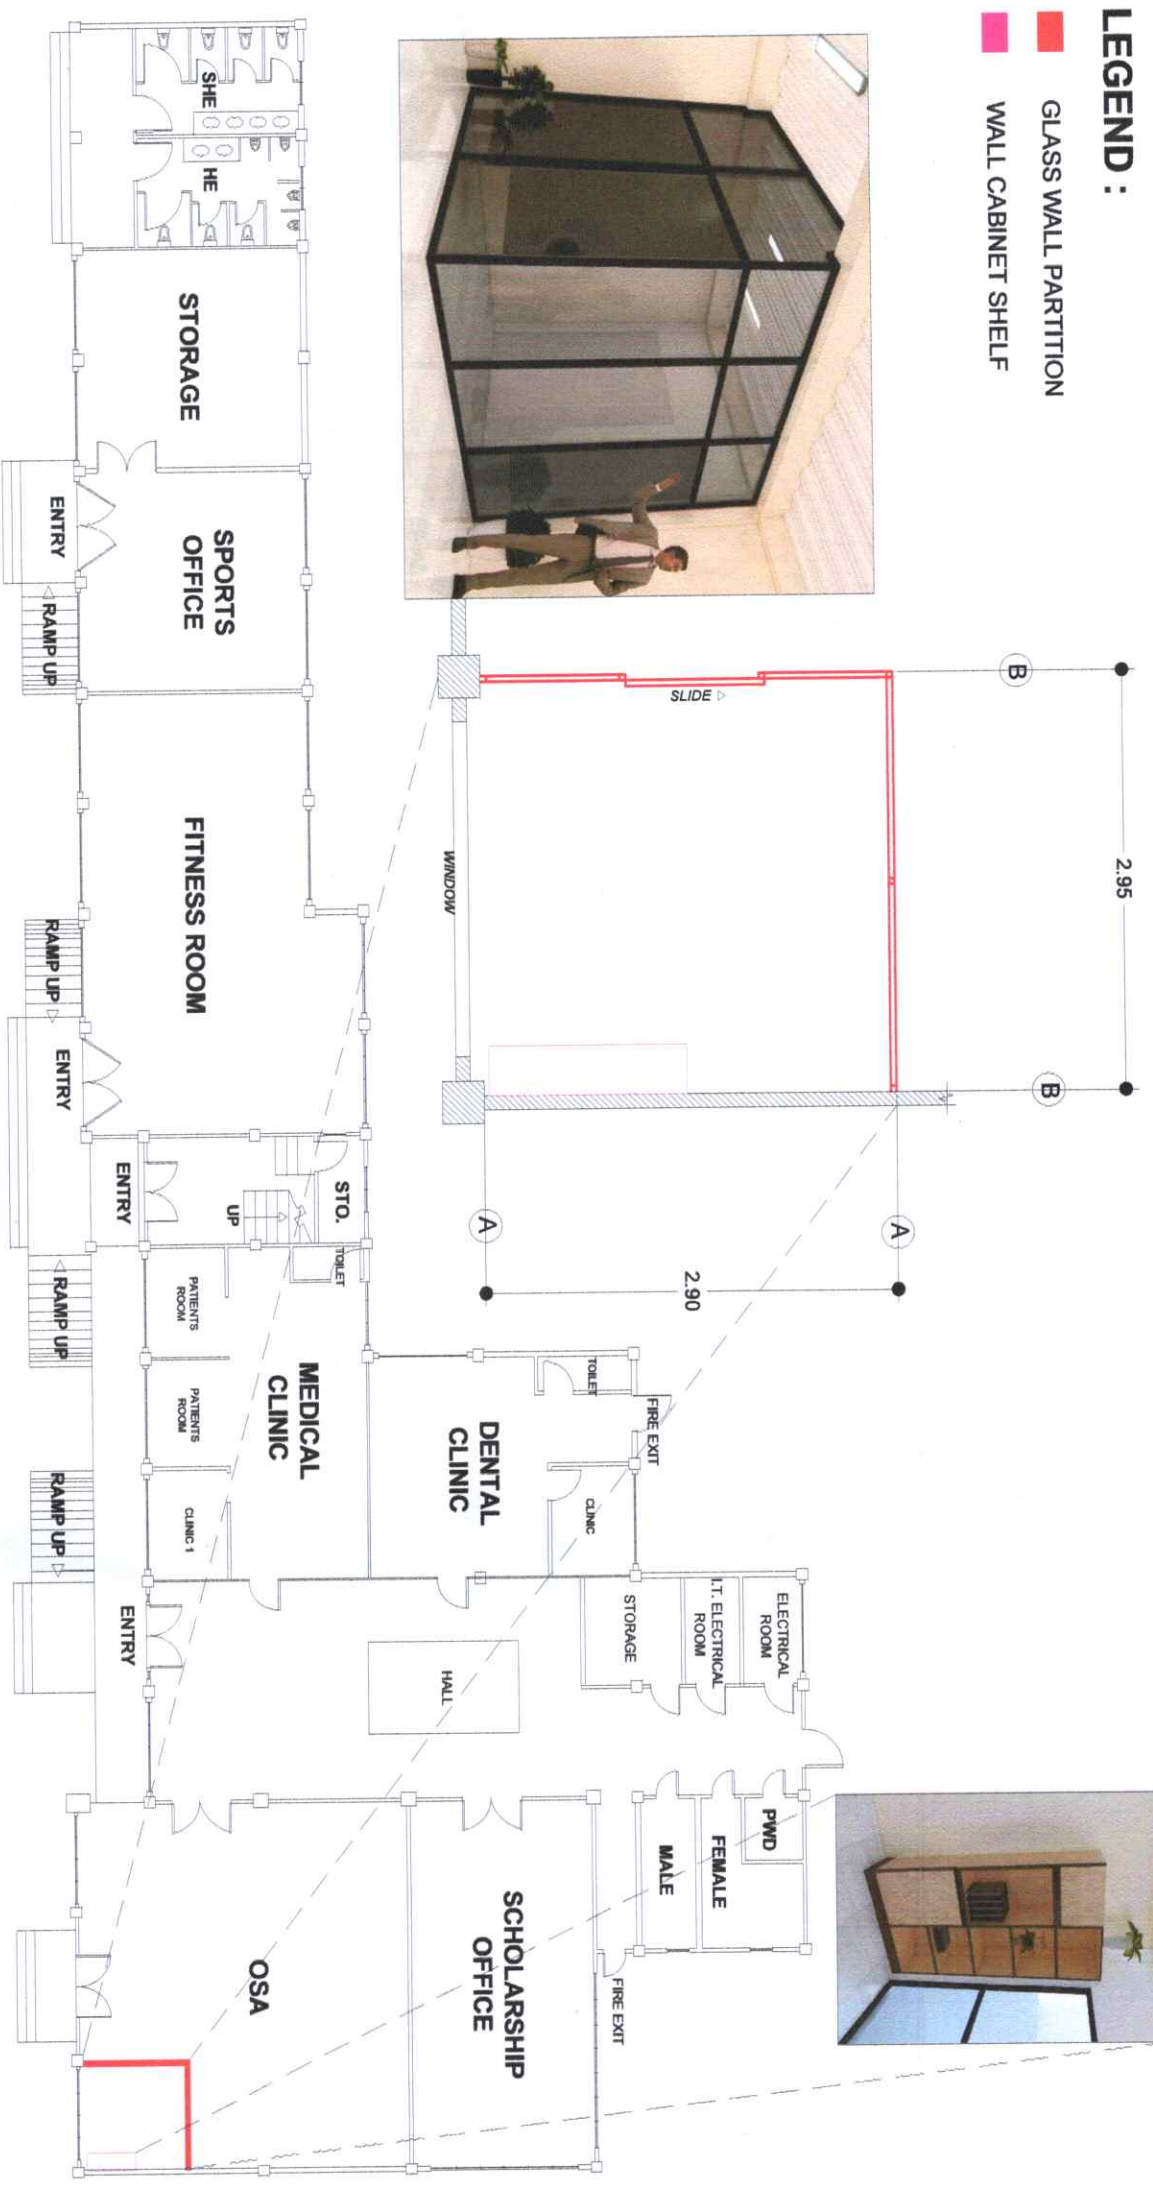 LEGEND :
GLASS WALL PARTITION
WALL CABINET SHELF
B
2.95
B
SLIDE
WINDOW
A
A
2.90
SHE
HE
STORAGE
SPORTS
OFFICE
ENTRY
RAMP UP
FITNESS ROOM
RAMP UP
ENTRY
ENTRY
UP
STO.
TOILET
PATIENTS
ROOM
PATIENTS
ROOM
CLINIC 1
MEDICAL
CLINIC
RAMP UP
RAMP UP
ENTRY
DENTAL
CLINIC
TOILET
FIRE EXIT
CLINIC
STORAGE
I.T. ELECTRICAL
ROOM
ELECTRICAL
ROOM
HALL
PWD
FEMALE
MALE
SCHOLARSHIP
OFFICE
FIRE EXIT
OSA